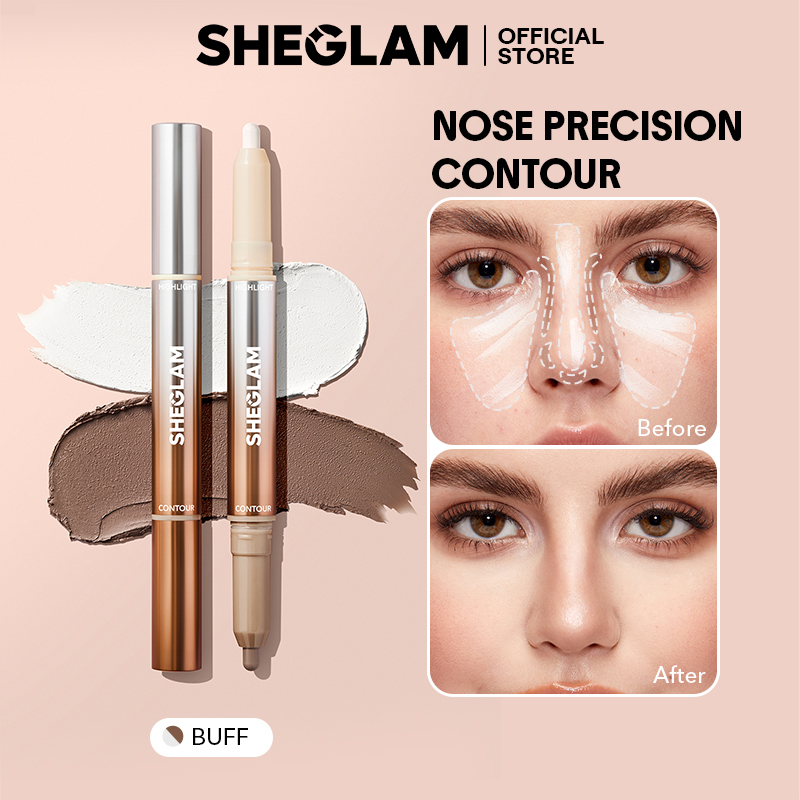 SHEGLAM
OFFICIAL
STORE
NOSE PRECISION
CONTOUR
HIGHLIGHT
SHEGLAM
CONTOUR
HIGHLIGHT
SHEGLAM
CONTOUR
Before
After
BUFF